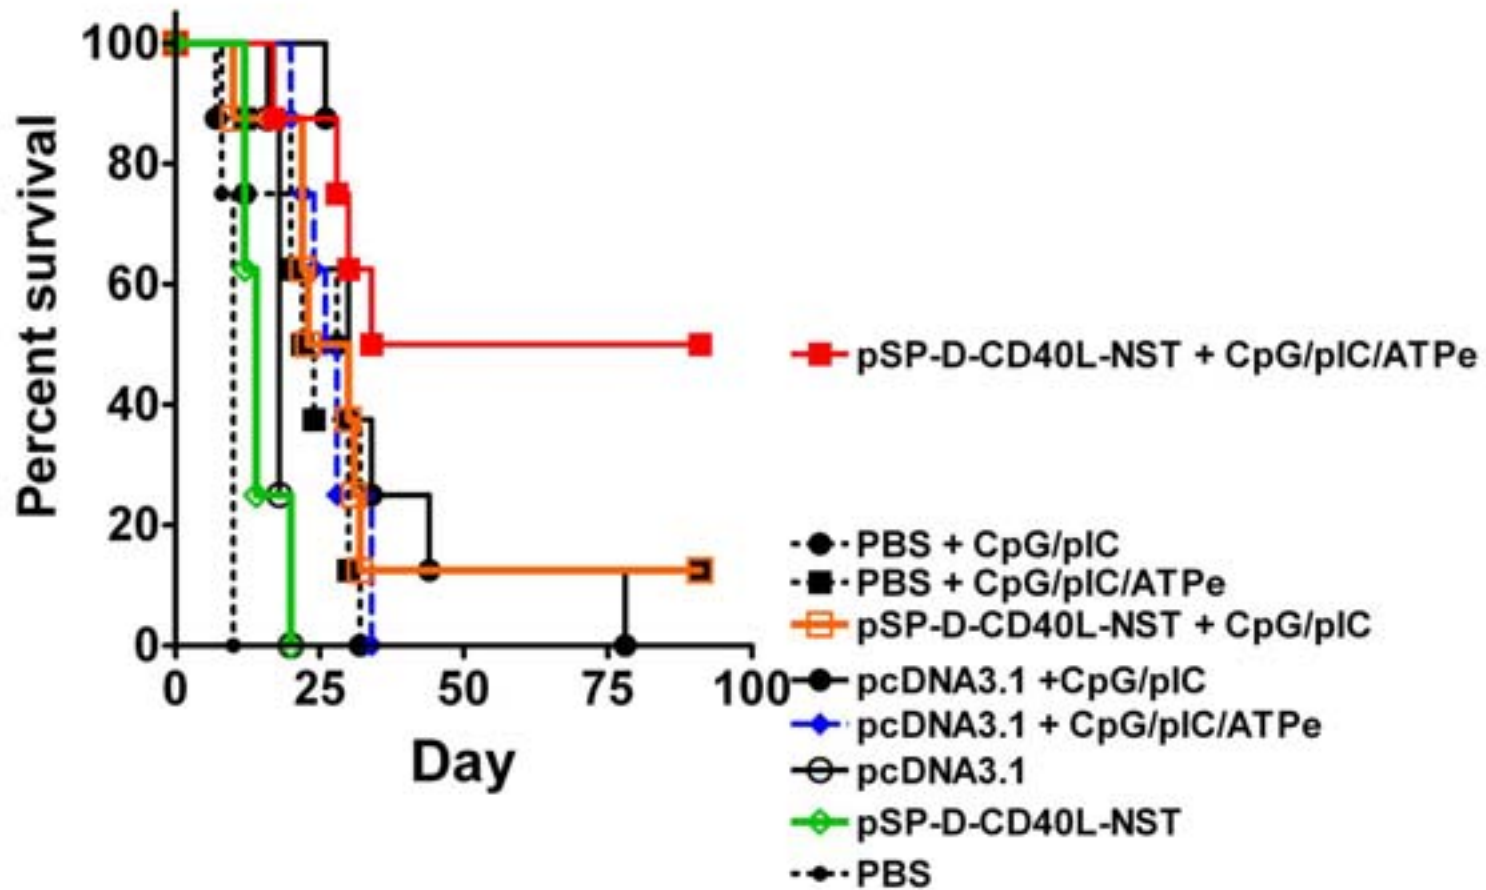 Percent survival
100
80
60
40
20
0
0 25 50 75 100
Day
pSP-D-CD40L-NST + CpG/pIC/ATPe
PBS + CpG/pIC
PBS + CpG/pIC/ATPe
pSP-D-CD40L-NST + CpG/pIC
pcDNA3.1 +CpG/pIC
pcDNA3.1 + CpG/pIC/ATPe
pcDNA3.1
pSP-D-CD40L-NST
PBS